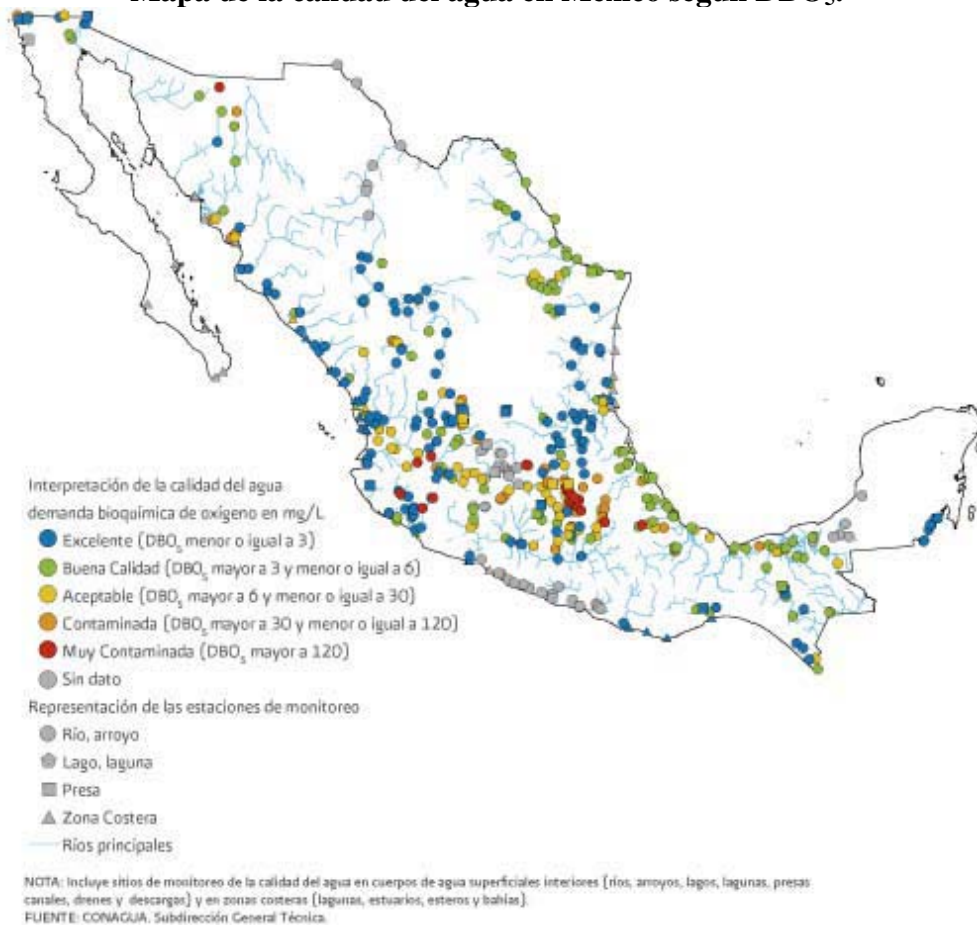 Mapa de la calidad del agua en México según DBO5.
Interpretación de la calidad del agua
demanda bioquímica de oxígeno en mg/L
Excelente (DBO5 menor o igual a 3)
Buena Calidad (DBO5 mayor a 3 y menor o igual a 6)
Aceptable (DBO5 mayor a 6 y menor o igual a 30)
Contaminada (DBO5 mayor a 30 y menor o igual a 120)
Muy Contaminada (DBO5 mayor a 120)
Sin dato
Representación de las estaciones de monitoreo
Río, arroyo
Lago, laguna
Presa
Zona Costera
Ríos principales
NOTA: Incluye sitios de monitoreo de la calidad del agua en cuerpos de agua superficiales interiores (ríos, arroyos, lagos, lagunas, presas
canales, drenes y descargas) y en zonas costeras (lagunas, estuarios, esteros y bahías).
FUENTE: CONAGUA. Subdirección General Técnica.